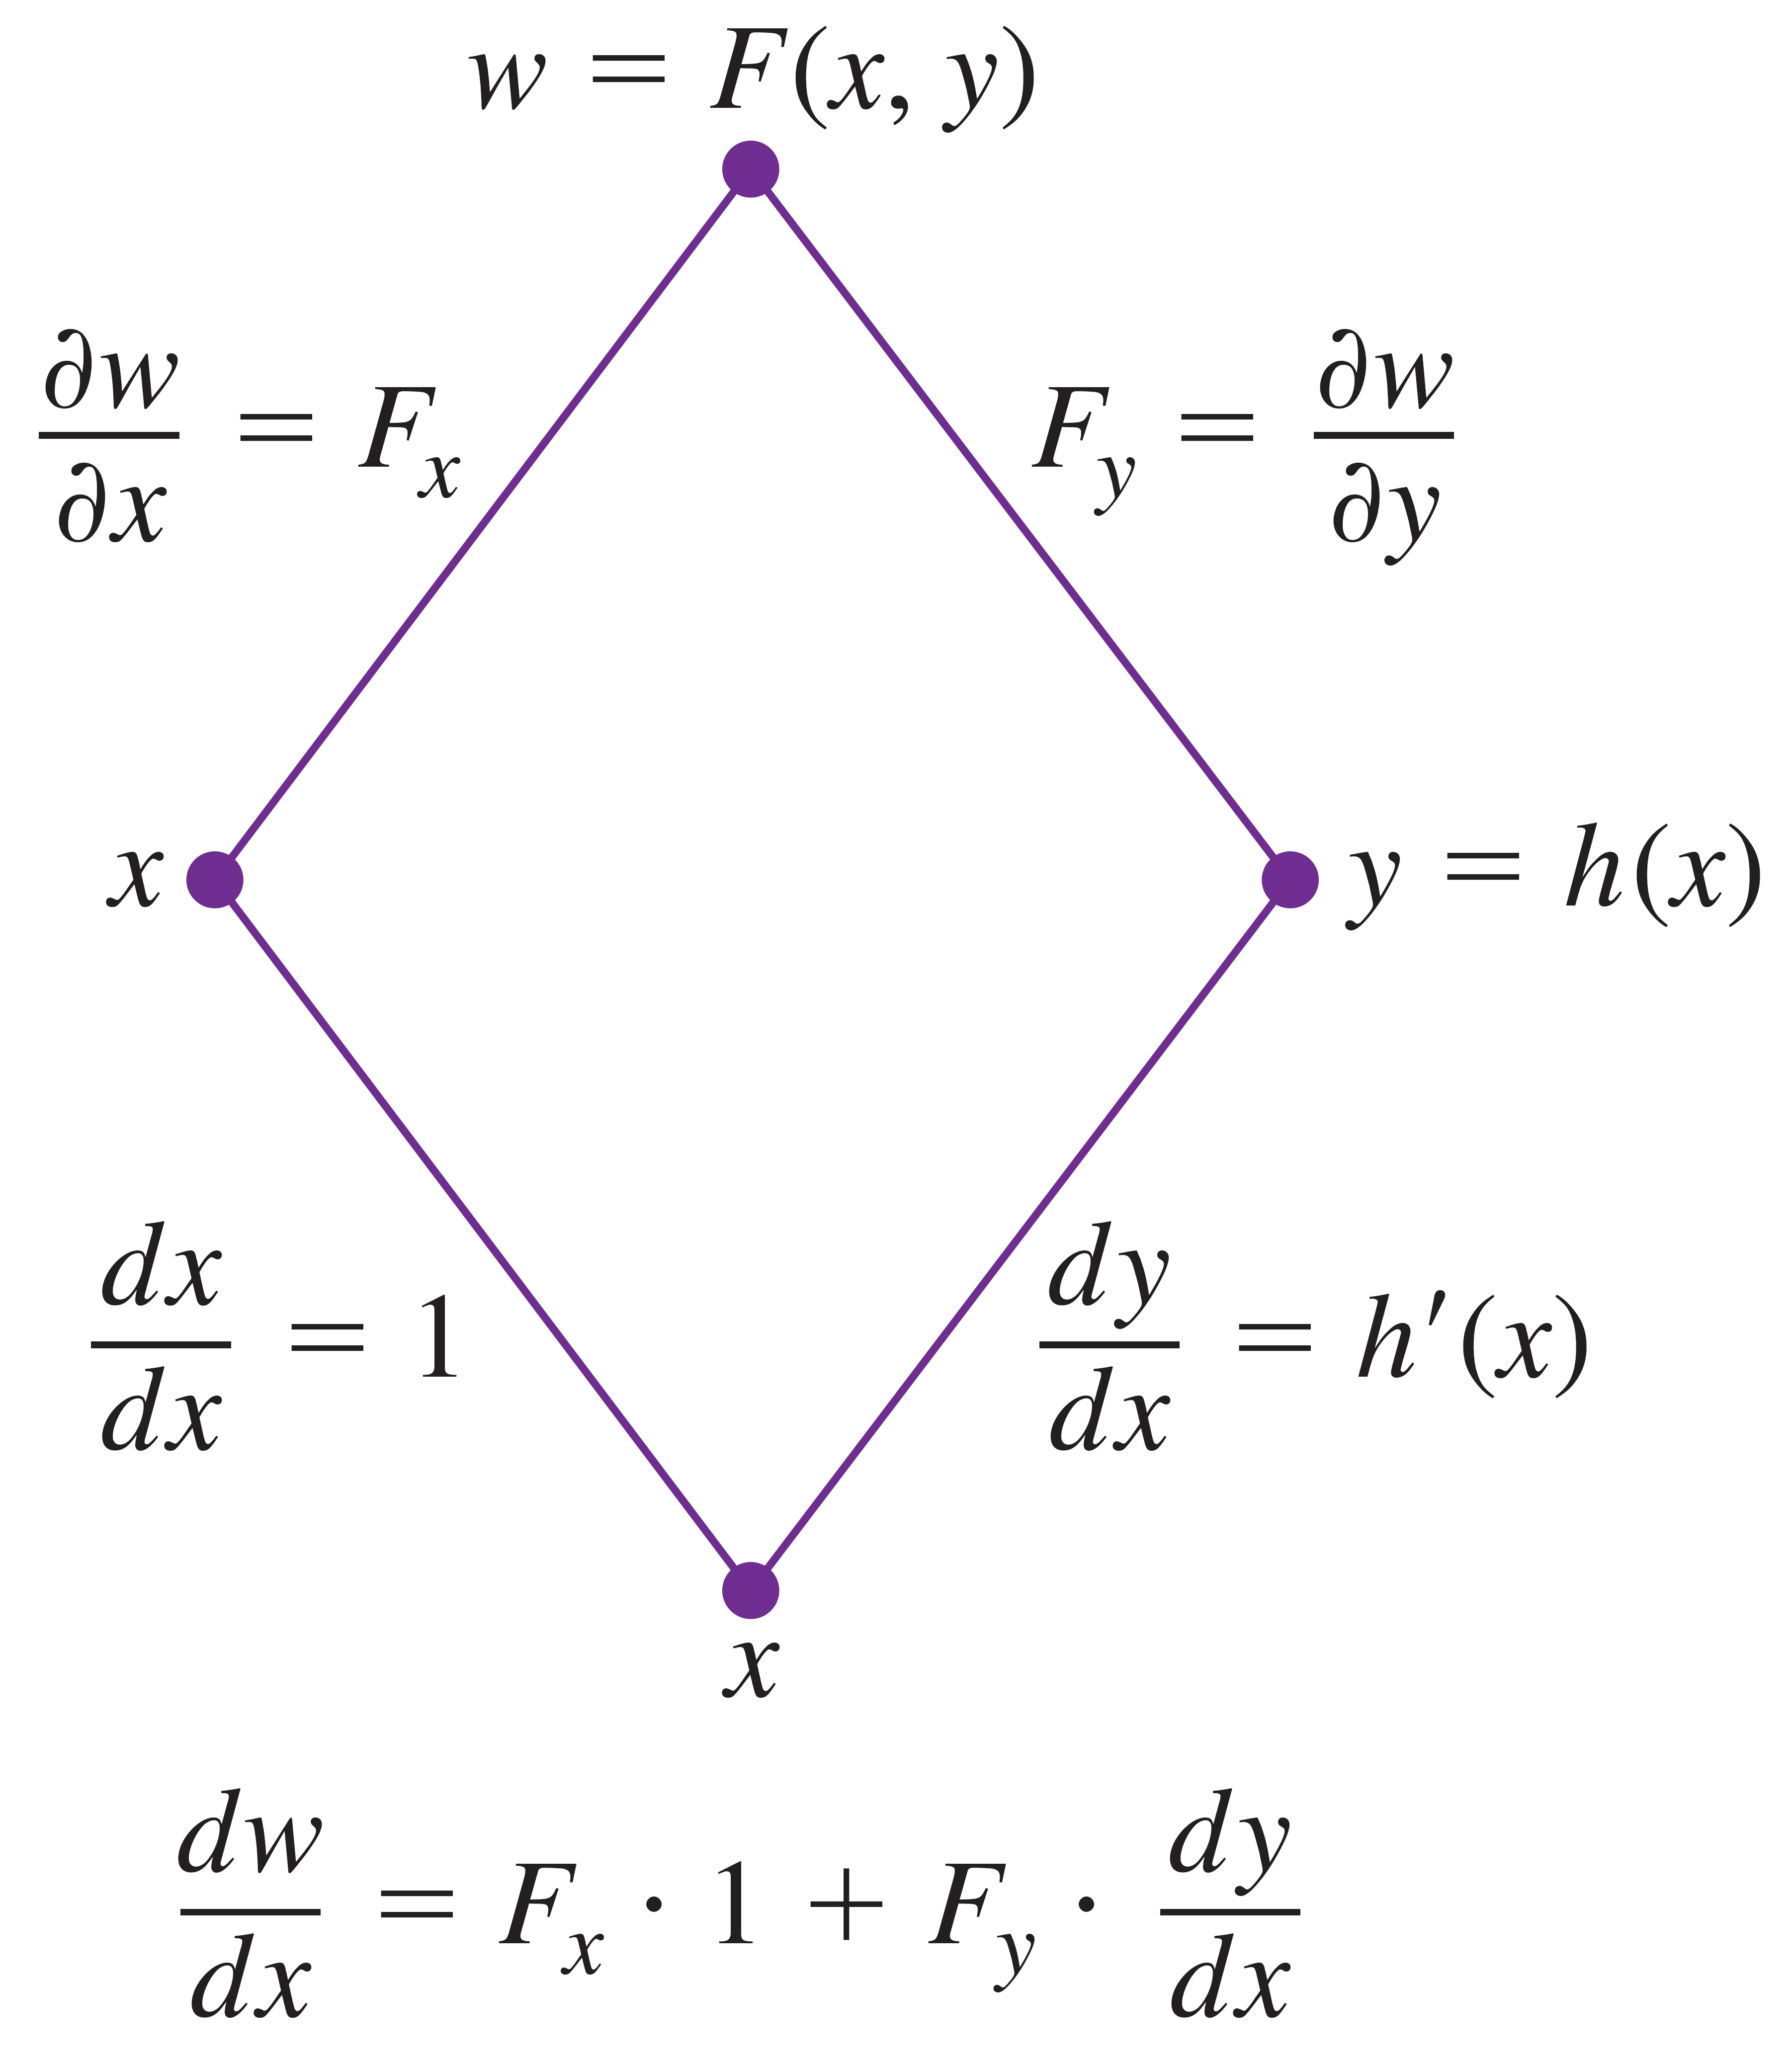 w = F(x, y)
∂w/∂x = F_x
F_y = ∂w/∂y
x
y = h(x)
dx/dx = 1
dy/dx = h′(x)
x
dw/dx = F_x · 1 + F_y · dy/dx